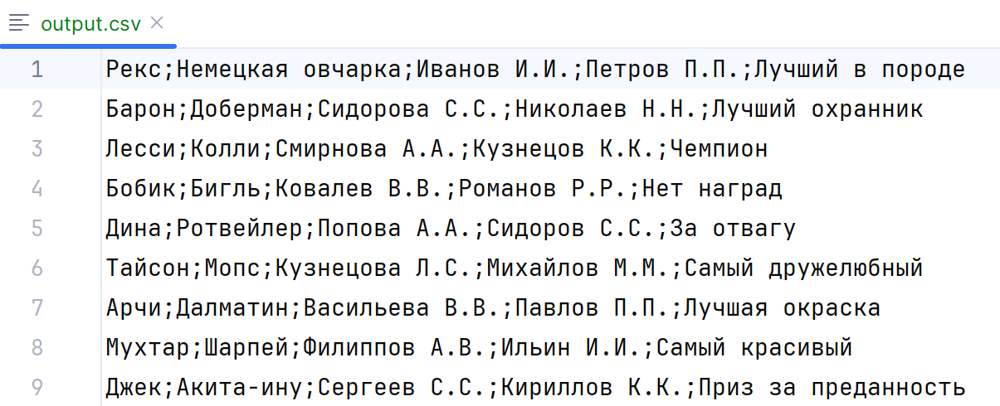 output.csv
1 Рекс;Немецкая овчарка;Иванов И.И.;Петров П.П.;Лучший в породе
2 Барон;Доберман;Сидорова С.С.;Николаев Н.Н.;Лучший охранник
3 Лесси;Колли;Смирнова А.А.;Кузнецов К.К.;Чемпион
4 Бобик;Бигль;Ковалев В.В.;Романов Р.Р.;Нет наград
5 Дина;Ротвейлер;Попова А.А.;Сидоров С.С.;За отвагу
6 Тайсон;Мопс;Кузнецова Л.С.;Михайлов М.М.;Самый дружелюбный
7 Арчи;Далматин;Васильева В.В.;Павлов П.П.;Лучшая окраска
8 Мухтар;Шарпей;Филиппов А.В.;Ильин И.И.;Самый красивый
9 Джек;Акита-ину;Сергеев С.С.;Кириллов К.К.;Приз за преданность